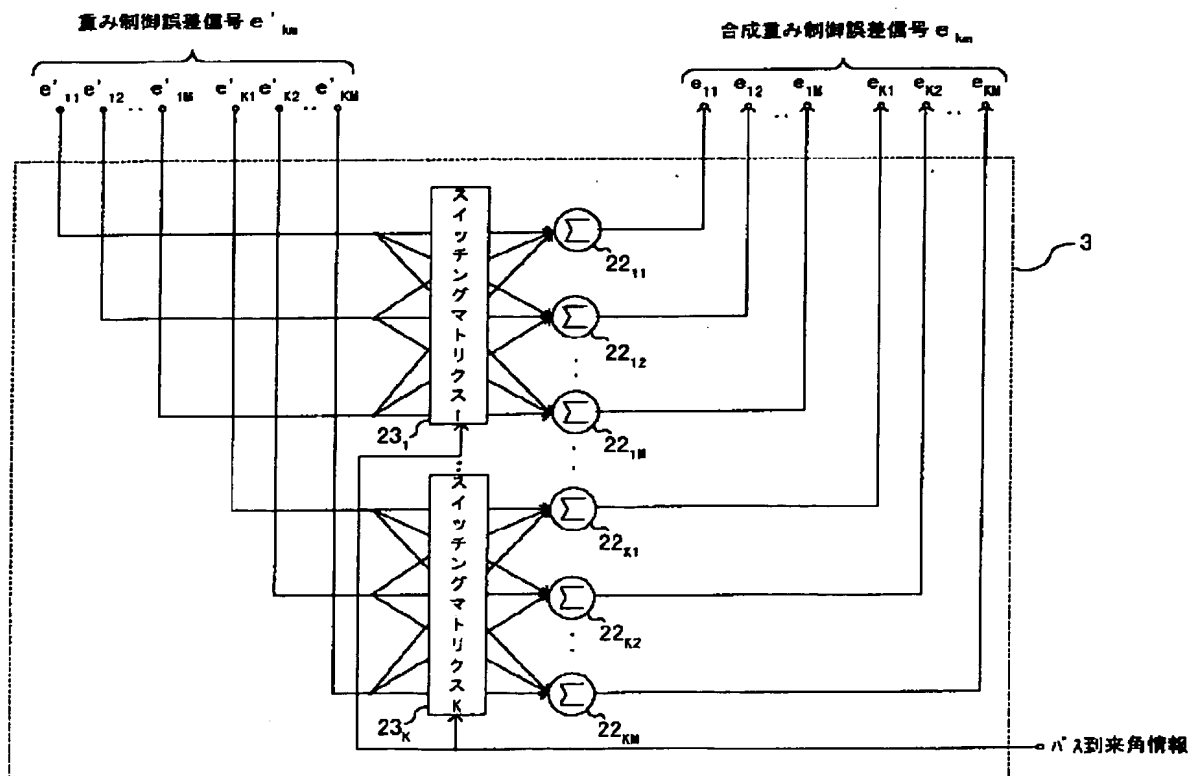 重み制御誤差信号 e'km
合成重み制御誤差信号 ekm
e'11 e'12 ‥ e'1M e'K1 e'K2 ‥ e'KM
e11 e12 ‥ e1M eK1 eK2 ‥ eKM
スイッチングマトリクス1
Σ
22₁₁
3
Σ
22₁₂
Σ
22₁M
23₁
スイッチングマトリクスK
Σ
22K1
Σ
22K2
Σ
22KM
23K
パス到来角情報